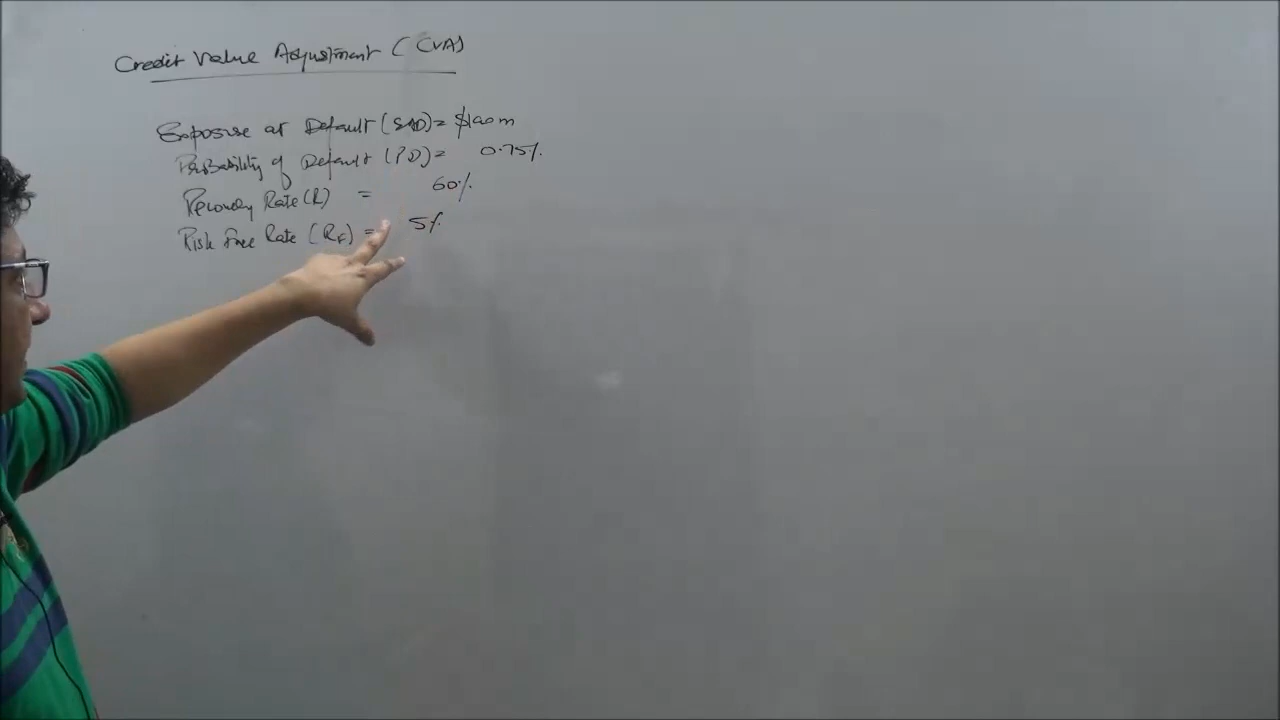 Credit Value Adjustment (CVA)
Exposure at Default (EAD) = $100m
Probability of Default (PD) = 0.75%
Recovery Rate (R) = 60%
Risk Free Rate (RF) = 5%